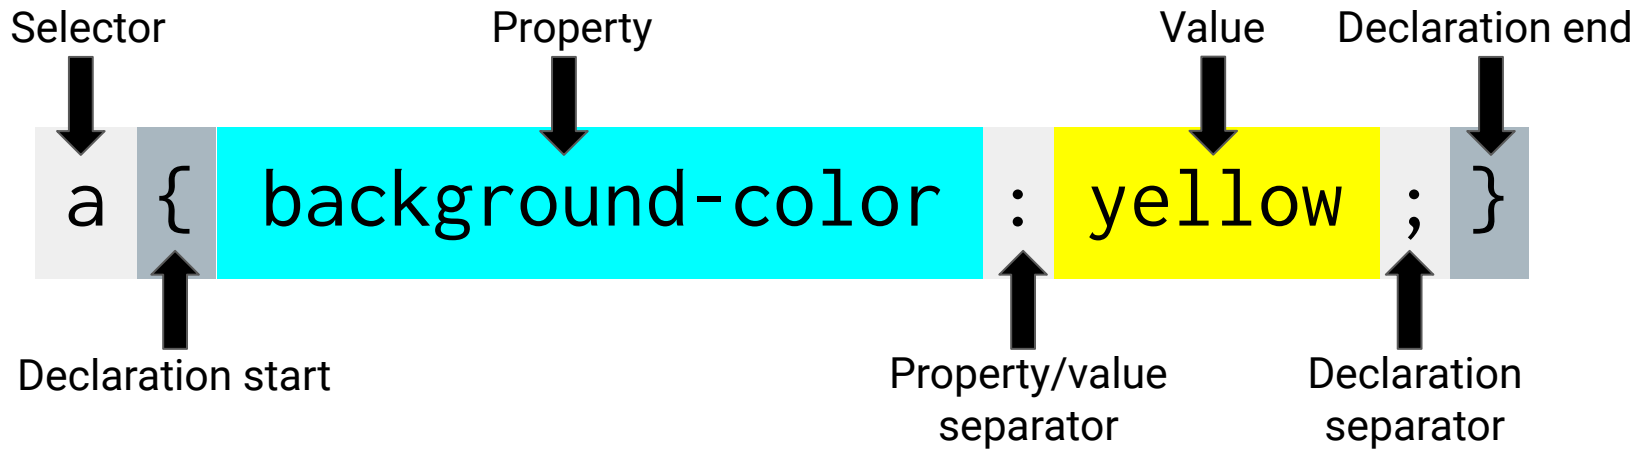 Selector
Property
Value
Declaration end
a { background-color : yellow ; }
Declaration start
Property/value
separator
Declaration
separator